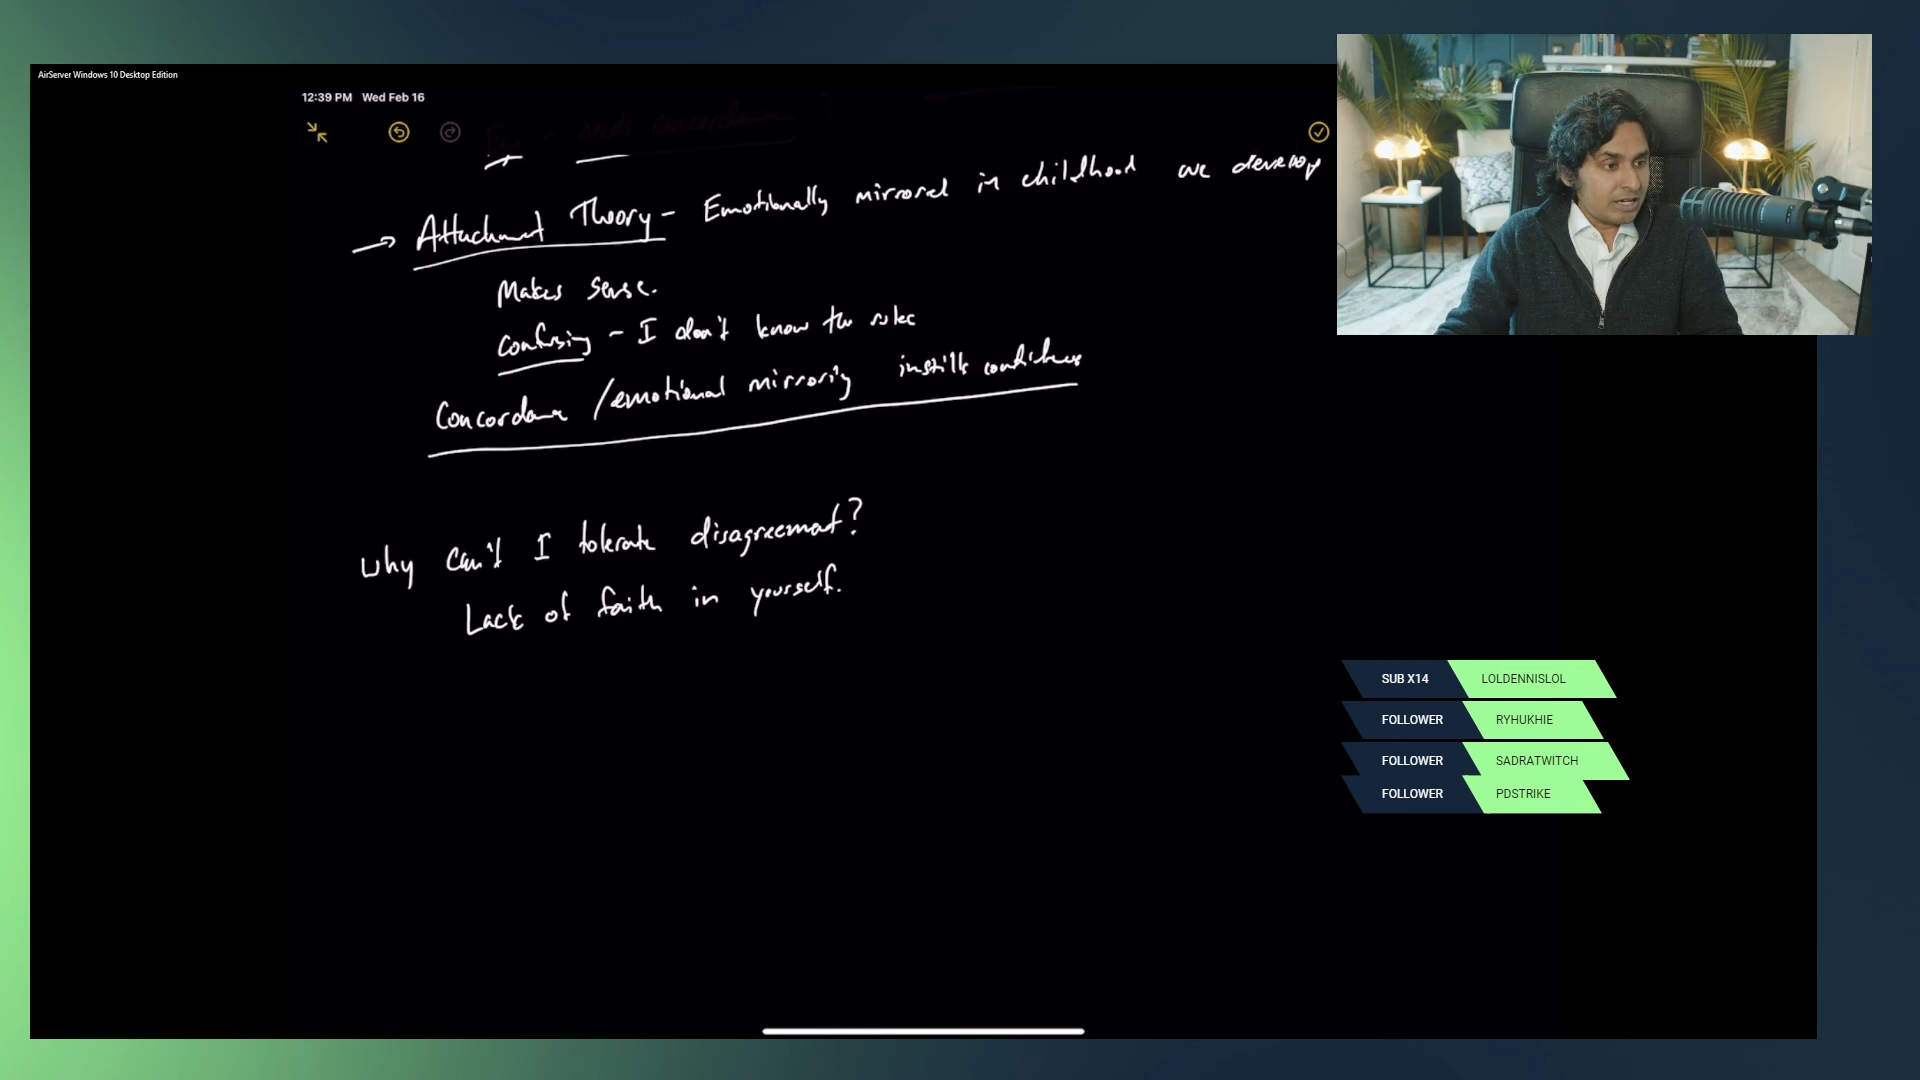 AirServer Windows 10 Desktop Edition
12:39 PM Wed Feb 16
needs concordance ?
→ Attachment Theory - Emotionally mirrored in childhood we develop
Makes sense.
Confusing - I don't know the rules
Concordance / emotional mirroring instills confidence
Why can't I tolerate disagreement?
Lack of faith in yourself.
SUB X14 LOLDENNISLOL
FOLLOWER RYHUKHIE
FOLLOWER SADRATWITCH
FOLLOWER PDSTRIKE